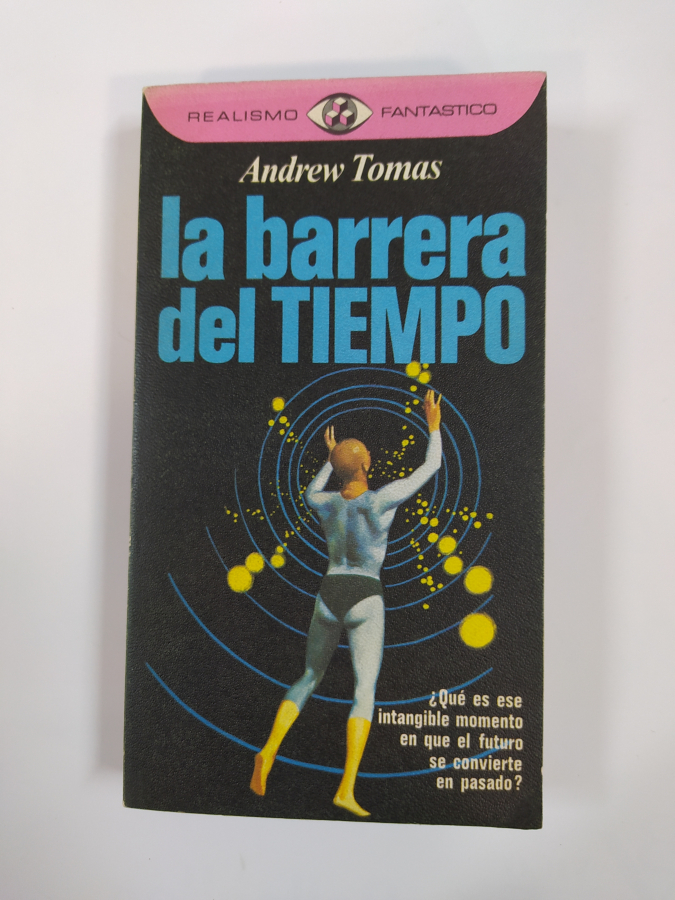 REALISMO FANTASTICO
Andrew Tomas
la barrera
del TIEMPO
¿Qué es ese
intangible momento
en que el futuro
se convierte
en pasado?